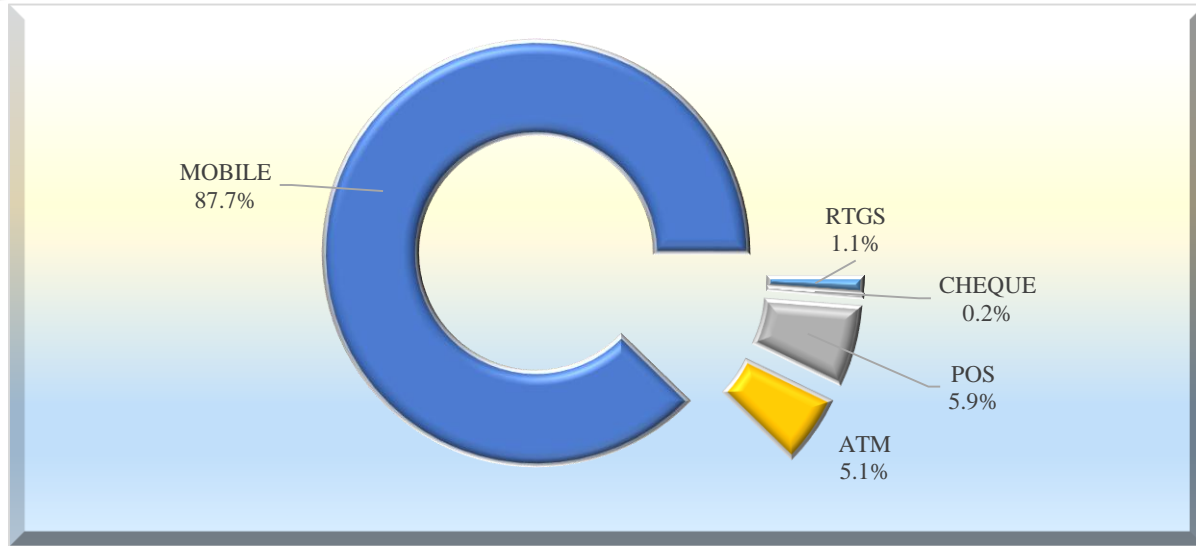 MOBILE
87.7%
RTGS
1.1%
CHEQUE
0.2%
POS
5.9%
ATM
5.1%